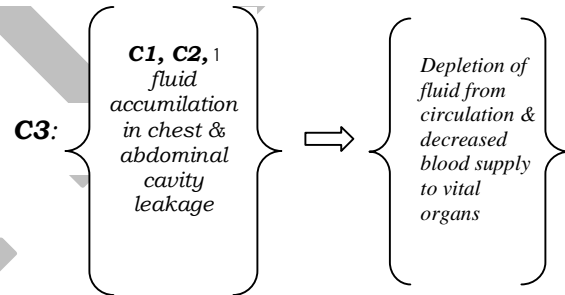 C3:
C1, C2, ↑
fluid
accumilation
in chest &
abdominal
cavity
leakage
Depletion of
fluid from
circulation &
decreased
blood supply
to vital
organs